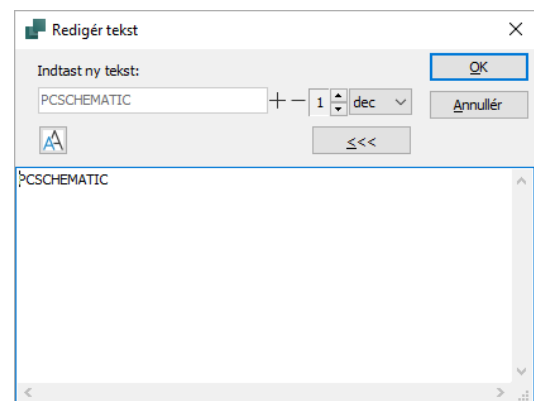 Redigér tekst
Indtast ny tekst:
OK
PCSCHEMATIC
1
dec
Annullér
<<<
PCSCHEMATIC